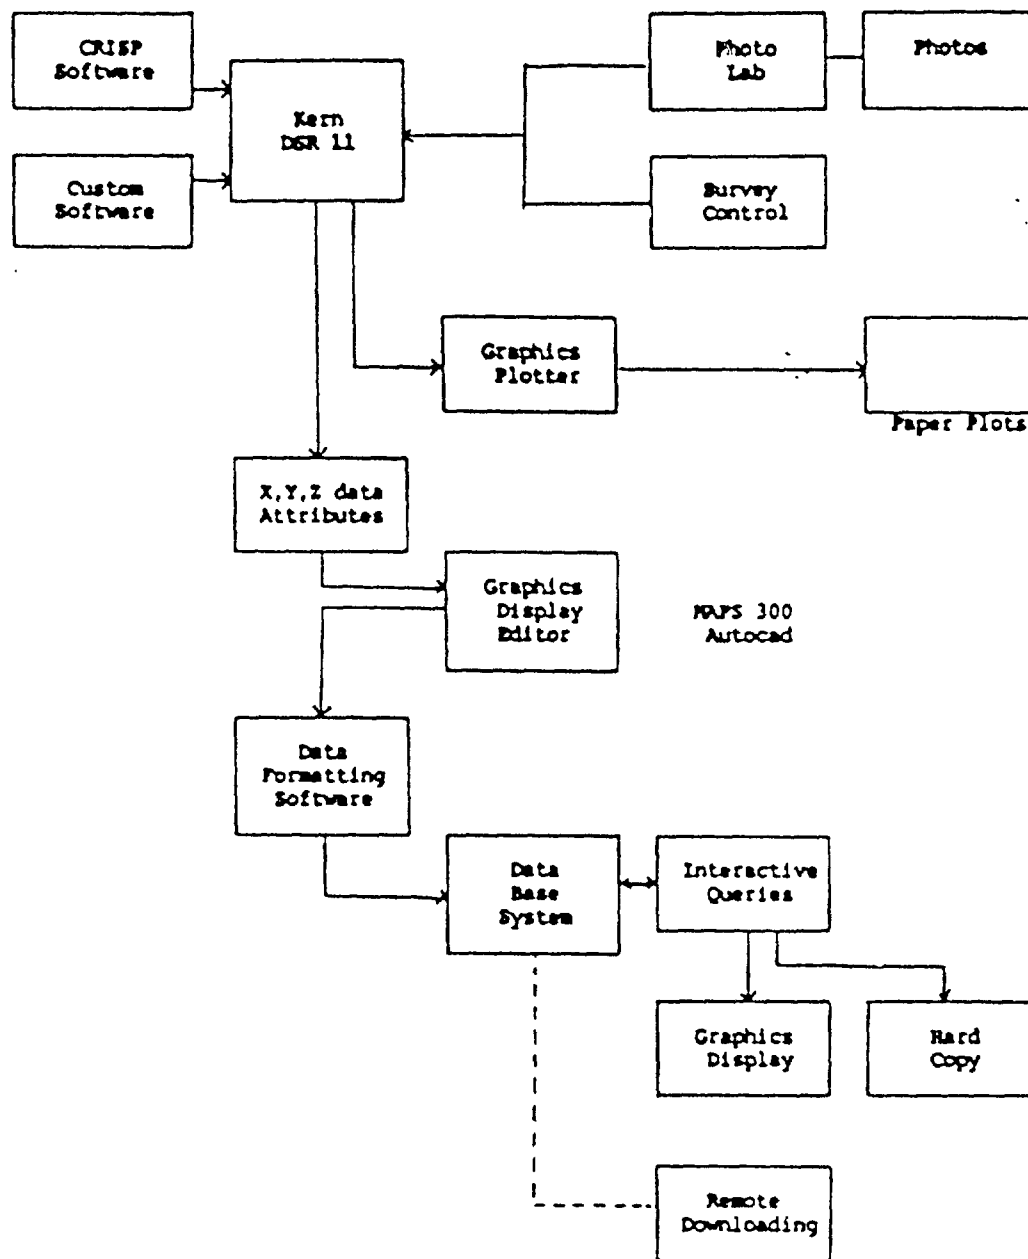 CRISP
Software
Kern
DSR 11
Photo
Lab
Photos
Custom
Software
Survey
Control
Graphics
Plotter
Paper Plots
X,Y,Z data
Attributes
Graphics
Display
Editor
MAPS 300
Autocad
Data
Formatting
Software
Data
Base
System
Interactive
Queries
Graphics
Display
Hard
Copy
Remote
Downloading